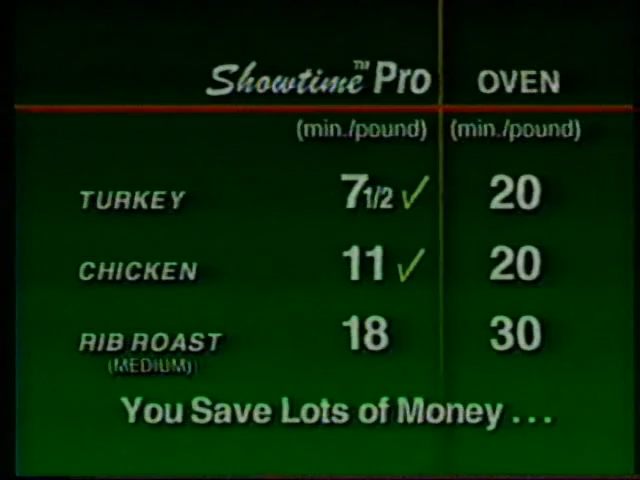 Showtime™ Pro OVEN
(min./pound) (min./pound)
TURKEY 7 1/2 ✓ 20
CHICKEN 11 ✓ 20
RIB ROAST 18 30
(MEDIUM)
You Save Lots of Money . . .